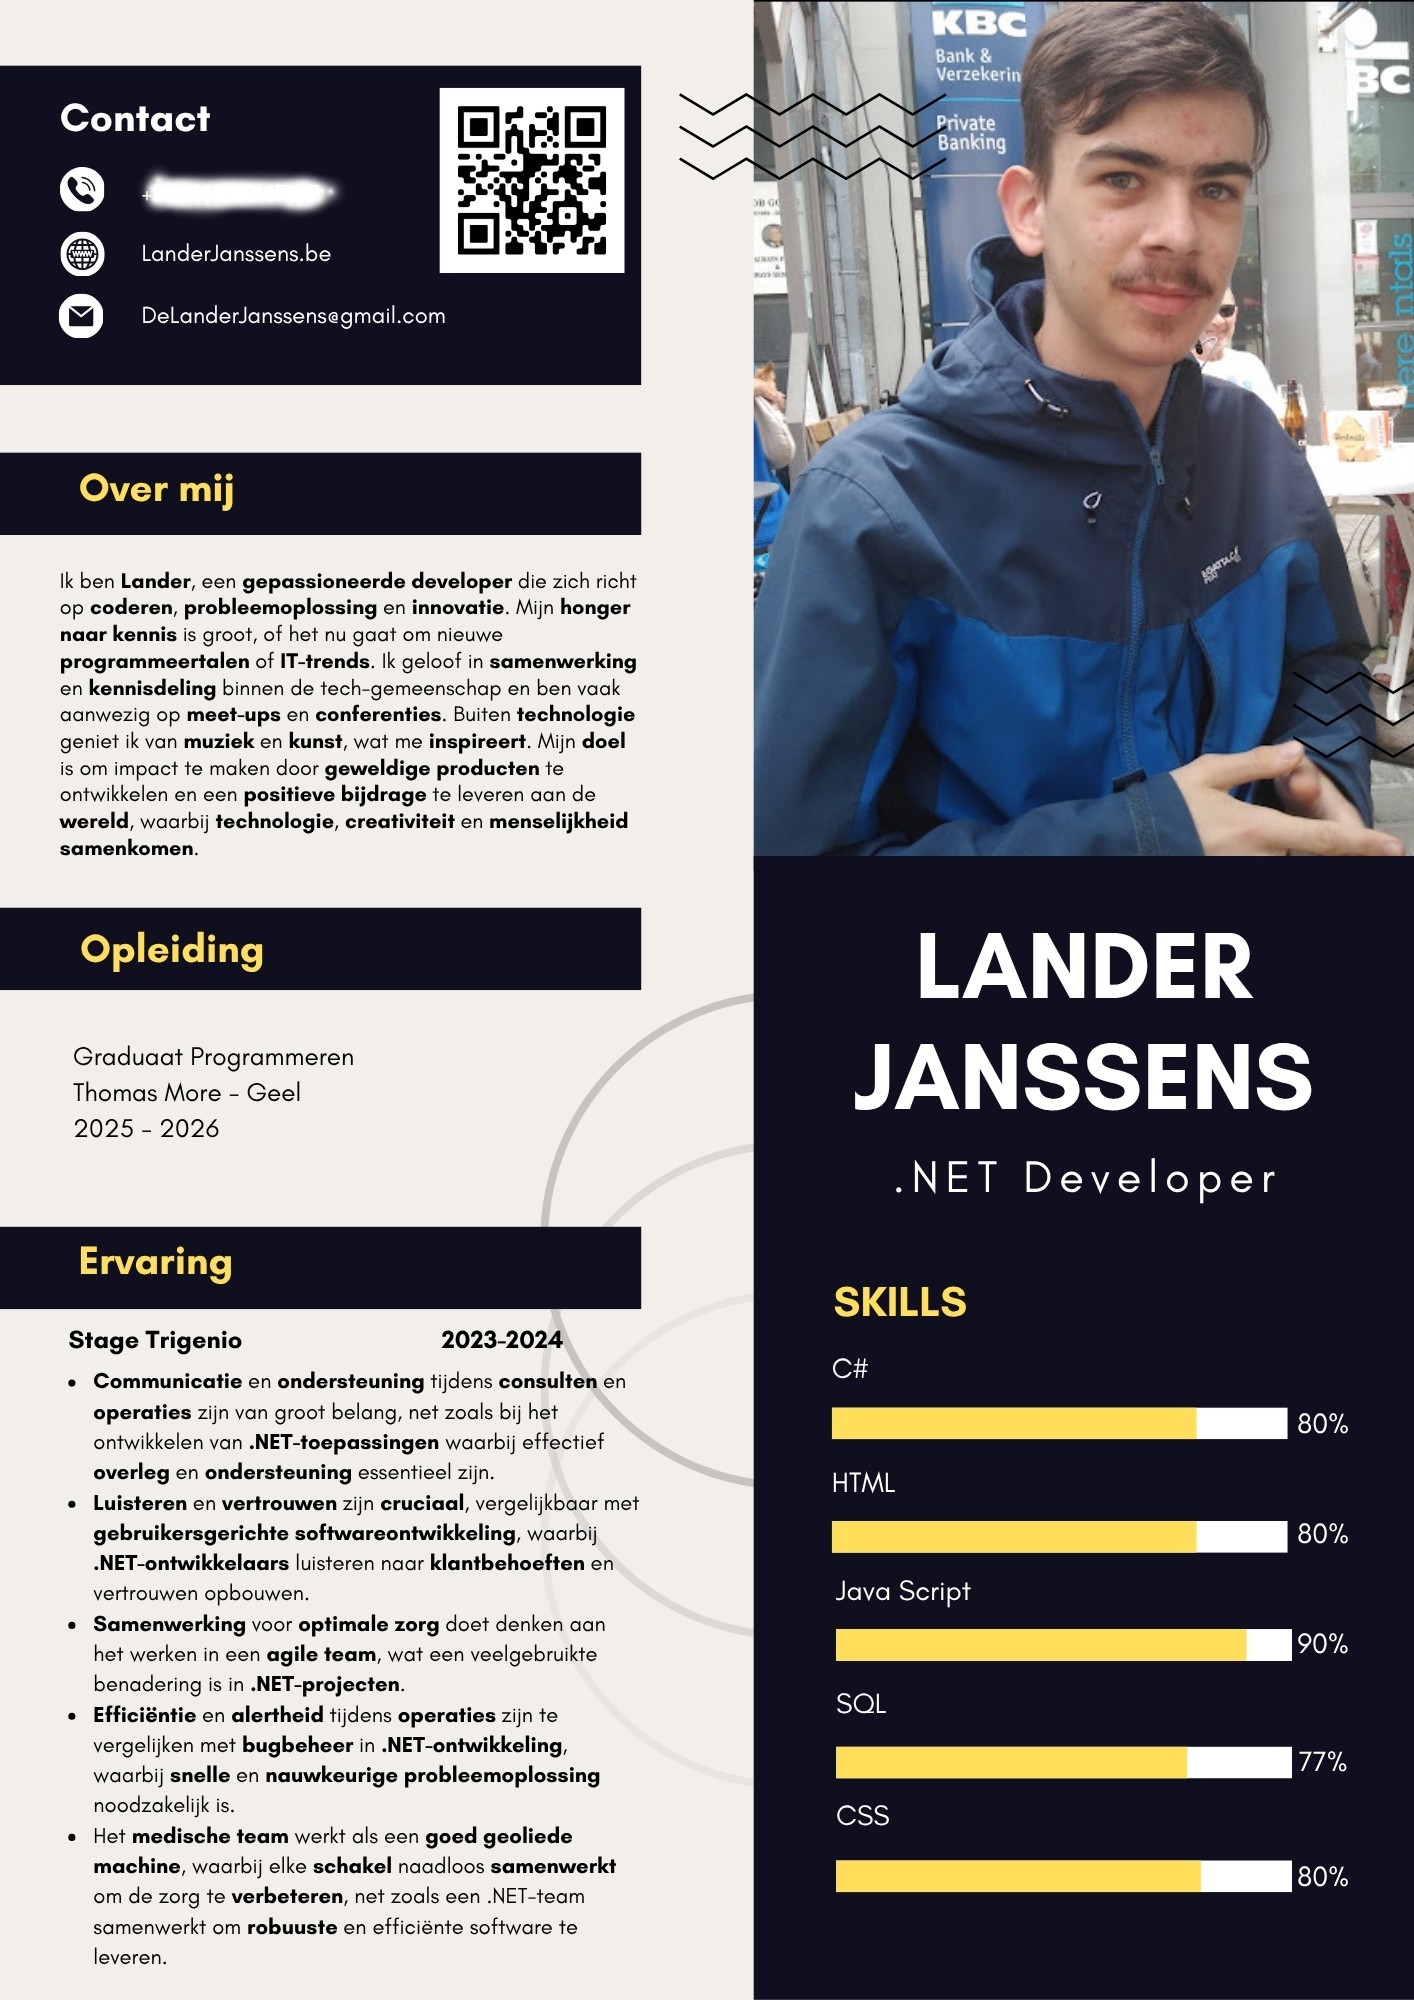 Contact
LanderJanssens.be
DeLanderJanssens@gmail.com
Over mij
Ik ben Lander, een gepassioneerde developer die zich richt
op coderen, probleemoplossing en innovatie. Mijn honger
naar kennis is groot, of het nu gaat om nieuwe
programmeertalen of IT-trends. Ik geloof in samenwerking
en kennisdeling binnen de tech-gemeenschap en ben vaak
aanwezig op meet-ups en conferenties. Buiten technologie
geniet ik van muziek en kunst, wat me inspireert. Mijn doel
is om impact te maken door geweldige producten te
ontwikkelen en een positieve bijdrage te leveren aan de
wereld, waarbij technologie, creativiteit en menselijkheid
samenkomen.
Opleiding
Graduaat Programmeren
Thomas More - Geel
2025 - 2026
Ervaring
Stage Trigenio 2023-2024
• Communicatie en ondersteuning tijdens consulten en
operaties zijn van groot belang, net zoals bij het
ontwikkelen van .NET-toepassingen waarbij effectief
overleg en ondersteuning essentieel zijn.
• Luisteren en vertrouwen zijn cruciaal, vergelijkbaar met
gebruikersgerichte softwareontwikkeling, waarbij
.NET-ontwikkelaars luisteren naar klantbehoeften en
vertrouwen opbouwen.
• Samenwerking voor optimale zorg doet denken aan
het werken in een agile team, wat een veelgebruikte
benadering is in .NET-projecten.
• Efficiëntie en alertheid tijdens operaties zijn te
vergelijken met bugbeheer in .NET-ontwikkeling,
waarbij snelle en nauwkeurige probleemoplossing
noodzakelijk is.
• Het medische team werkt als een goed geoliede
machine, waarbij elke schakel naadloos samenwerkt
om de zorg te verbeteren, net zoals een .NET-team
samenwerkt om robuuste en efficiënte software te
leveren.
KBC
Bank &
Verzekerin
Private
Banking
BC
LANDER
JANSSENS
.NET Developer
SKILLS
C#
80%
HTML
80%
Java Script
90%
SQL
77%
CSS
80%